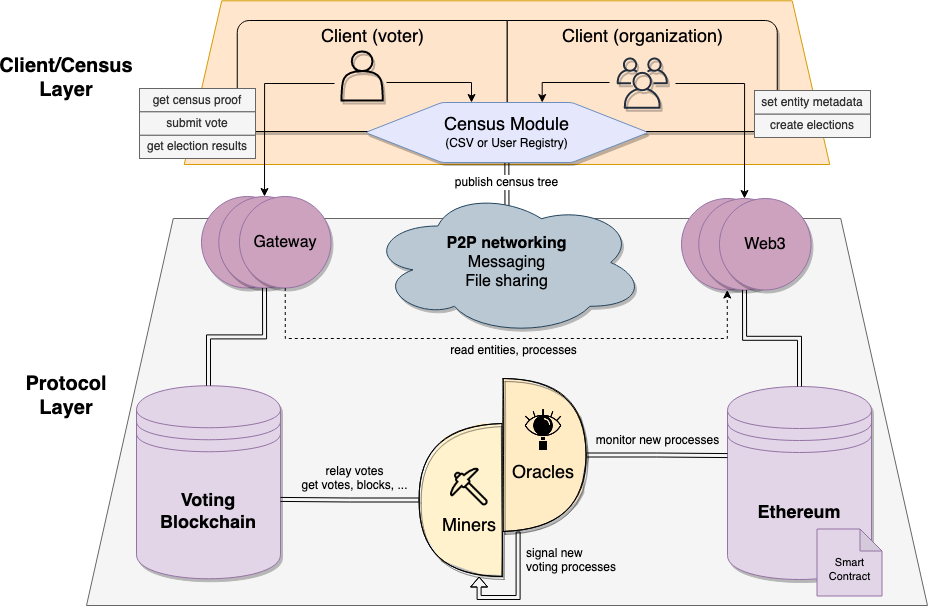 Client/Census
Layer
Client (voter)
Client (organization)
get census proof
submit vote
get election results
set entity metadata
create elections
Census Module
(CSV or User Registry)
publish census tree
Gateway
P2P networking
Messaging
File sharing
Web3
read entities, processes
Protocol
Layer
Voting
Blockchain
relay votes
get votes, blocks, ...
Miners
Oracles
monitor new processes
signal new
voting processes
Ethereum
Smart
Contract